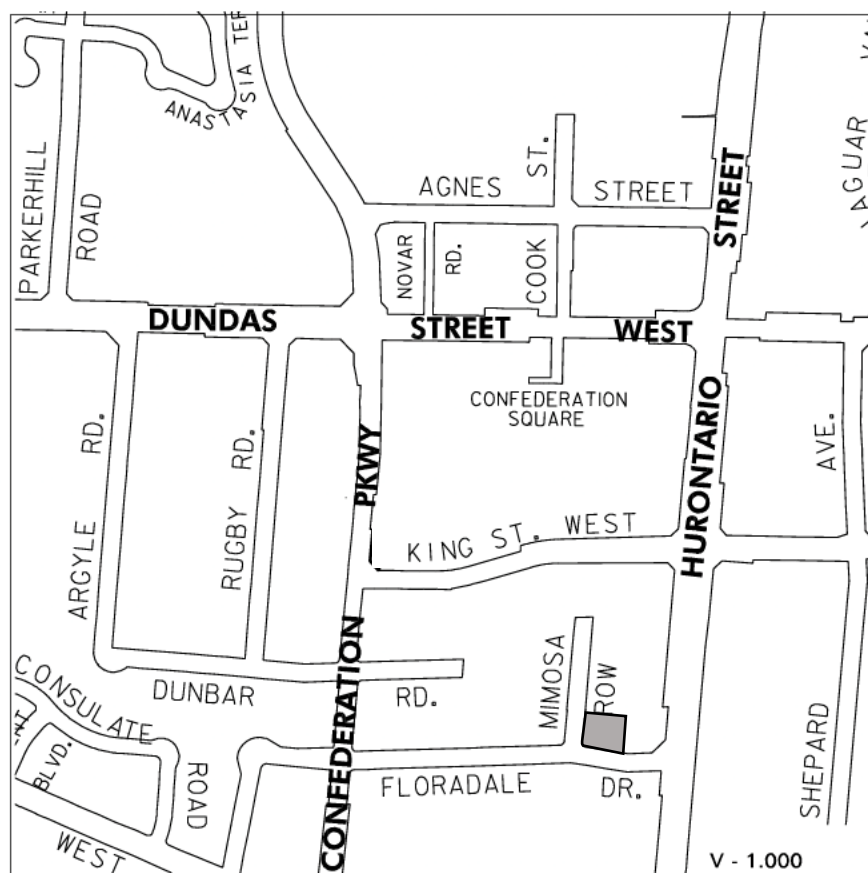 ANASTASIA TER
PARKERHILL
ROAD
AGNES
ST.
STREET
STREET
NOVAR
RD.
COOK
DUNDAS
STREET
WEST
CONFEDERATION
SQUARE
ARGYLE
RD.
RUGBY
RD.
PKWY
HURONTARIO
AVE.
KING ST. WEST
CONSULATE
ROAD
DUNBAR
RD.
CONFEDERATION
MIMOSA
ROW
FLORADALE
DR.
SHEPARD
BLVD.
WEST
V - 1.000